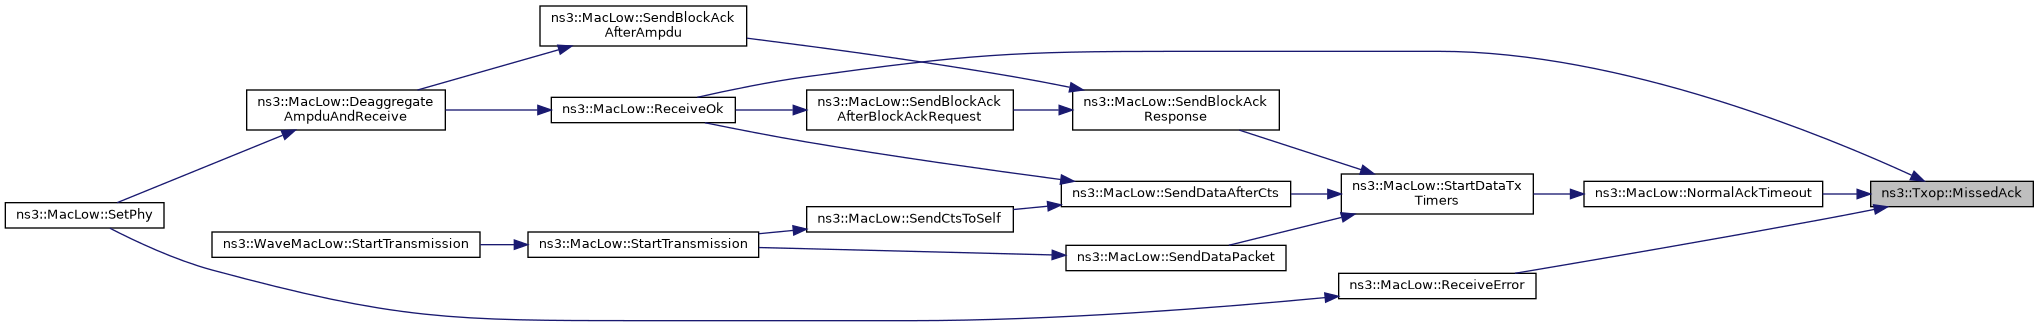 ns3::MacLow::SendBlockAck
AfterAmpdu
ns3::MacLow::Deaggregate
AmpduAndReceive
ns3::MacLow::ReceiveOk
ns3::MacLow::SendBlockAck
AfterBlockAckRequest
ns3::MacLow::SendBlockAck
Response
ns3::MacLow::SendDataAfterCts
ns3::MacLow::StartDataTx
Timers
ns3::MacLow::NormalAckTimeout
ns3::Txop::MissedAck
ns3::MacLow::SetPhy
ns3::MacLow::SendCtsToSelf
ns3::WaveMacLow::StartTransmission
ns3::MacLow::StartTransmission
ns3::MacLow::SendDataPacket
ns3::MacLow::ReceiveError